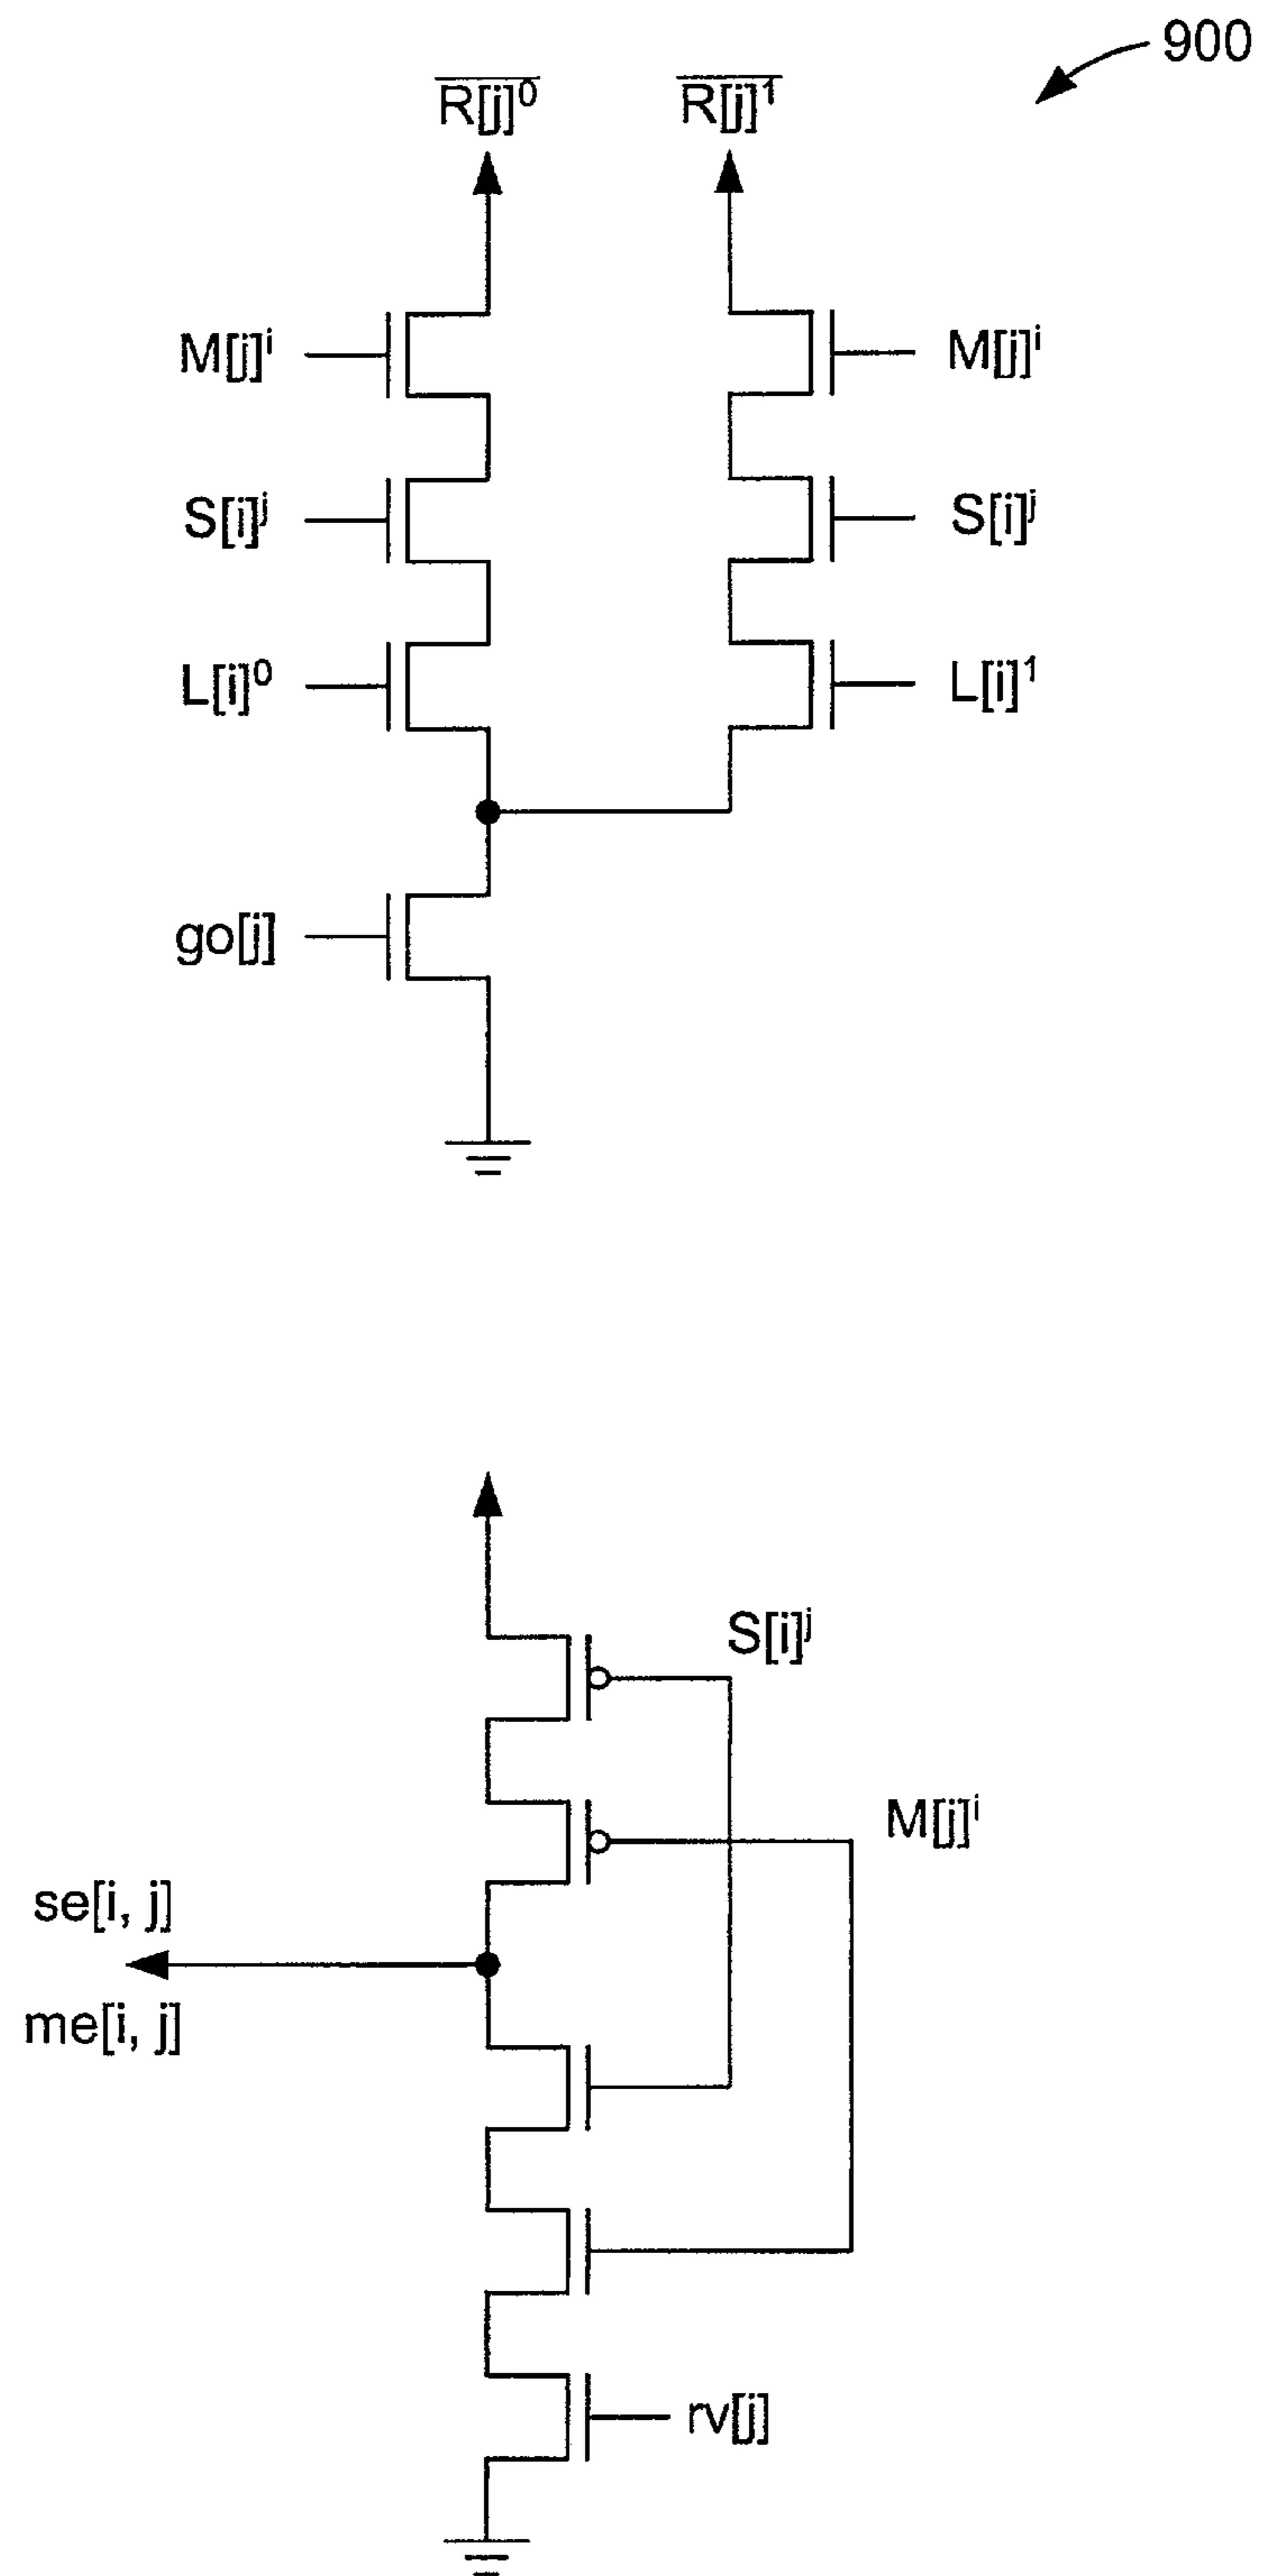 900
R[j]⁰ R[j]¹
M[j]ⁱ M[j]ⁱ
S[i]ʲ S[i]ʲ
L[i]⁰ L[i]¹
go[j]
S[i]ʲ
M[j]ⁱ
se[i, j]
me[i, j]
rv[j]